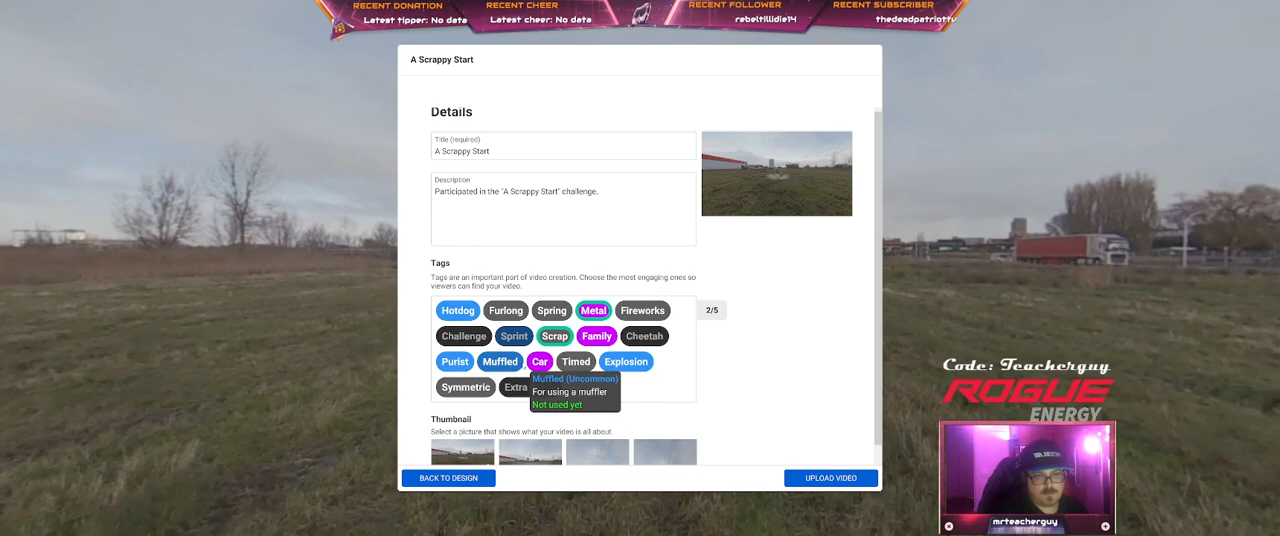 RECENT DONATION
Latest tipper: No data
RECENT CHEER
Latest cheer: No data
RECENT FOLLOWER
rebeltillidie14
RECENT SUBSCRIBER
thedeadpatriottv
A Scrappy Start
Details
Title (required)
A Scrappy Start
Description
Participated in the "A Scrappy Start" challenge.
Tags
Tags are an important part of video creation. Choose the most engaging ones so
viewers can find your video.
Hotdog Furlong Spring Metal Fireworks
2/5
Challenge Sprint Scrap Family Cheetah
Purist Muffled Car Timed Explosion
Symmetric Extra
Muffled (Uncommon)
For using a muffler
Not used yet
Thumbnail
Select a picture that shows what your video is all about.
BACK TO DESIGN
UPLOAD VIDEO
Code: Teacherguy
ROGUE
ENERGY
mrteacherguy